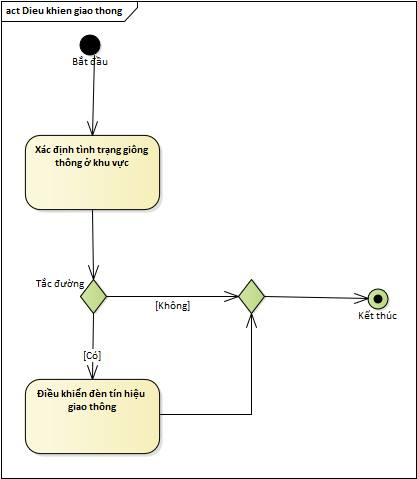 act Dieu khien giao thong
Bắt đầu
Xác định tình trạng giông
thông ở khu vực
Tắc đường
[Không]
Kết thúc
[Có]
Điều khiển đèn tín hiệu
giao thông